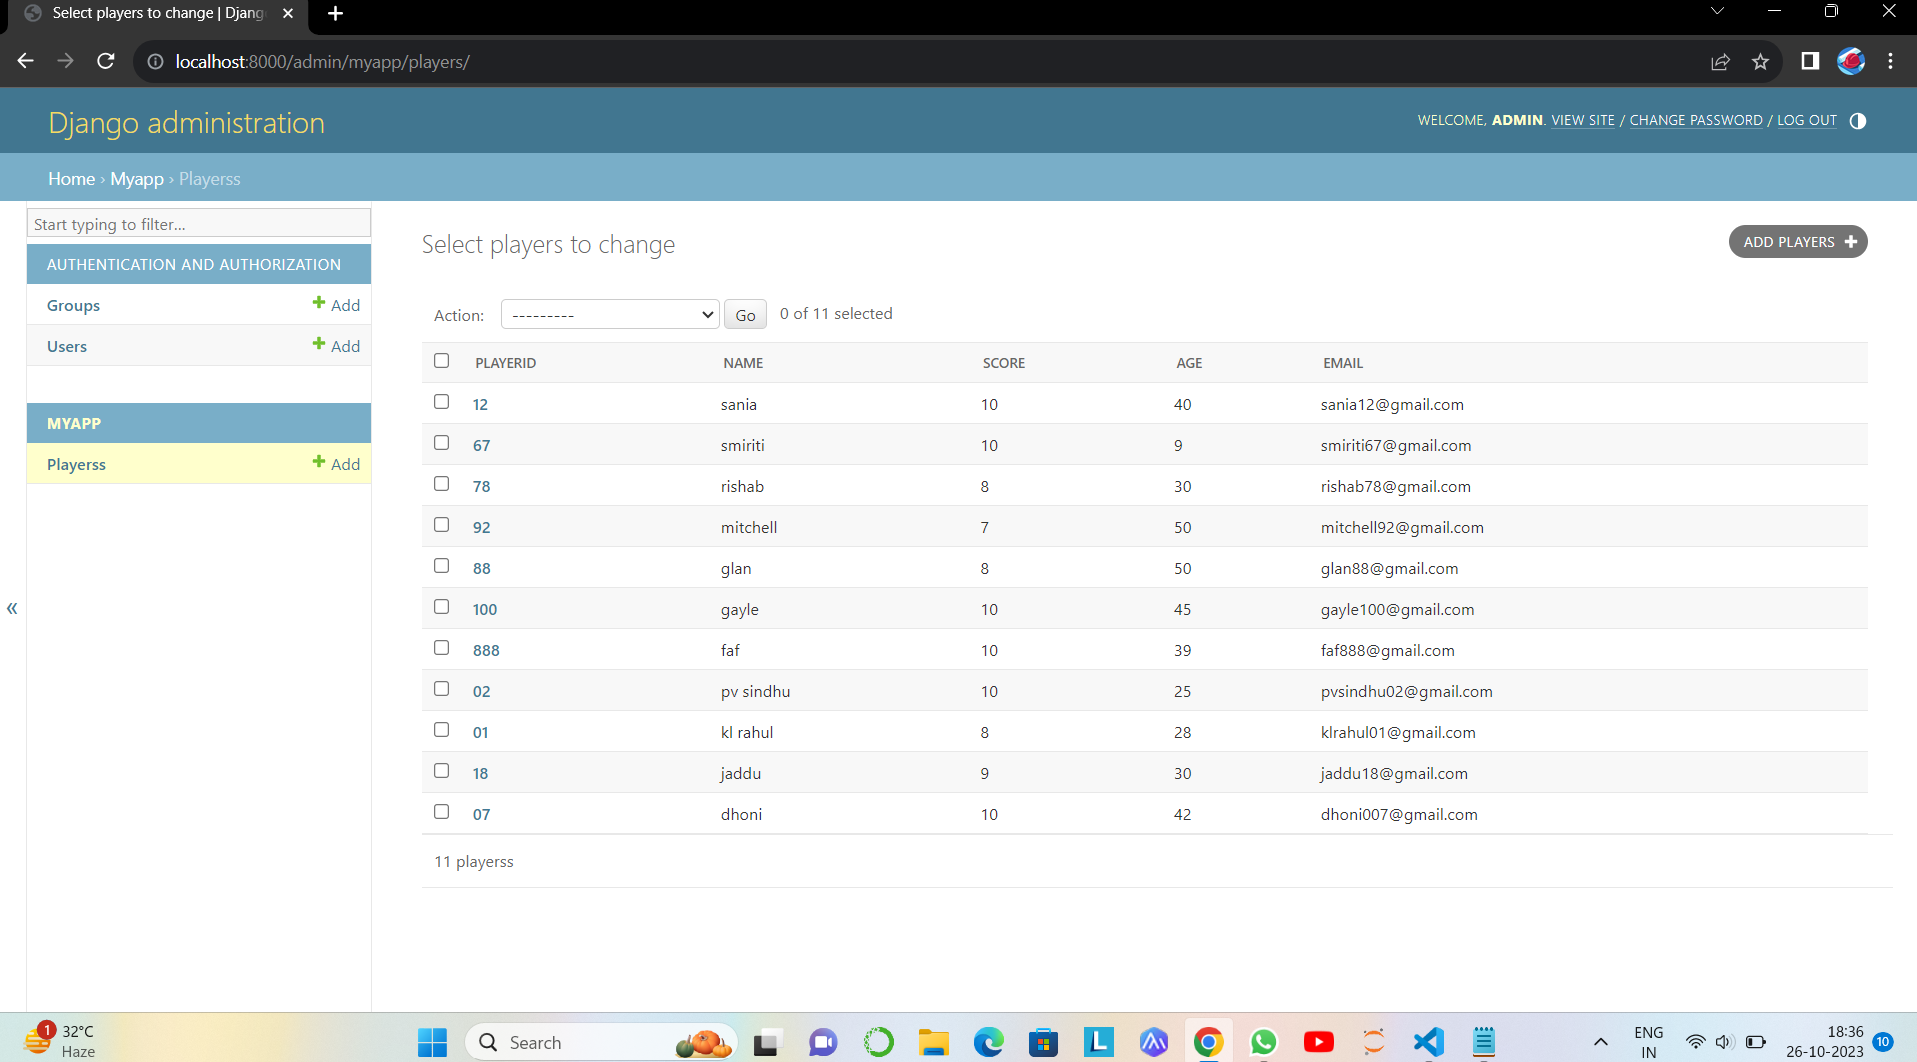 Select players to change | Djang
localhost:8000/admin/myapp/players/
Django administration
WELCOME, ADMIN. VIEW SITE / CHANGE PASSWORD / LOG OUT
Home › Myapp › Playerss
Start typing to filter...
AUTHENTICATION AND AUTHORIZATION
Groups + Add
Users + Add
MYAPP
Playerss + Add
«
Select players to change
ADD PLAYERS +
Action: --------- Go 0 of 11 selected
PLAYERID NAME SCORE AGE EMAIL
12 sania 10 40 sania12@gmail.com
67 smiriti 10 9 smiriti67@gmail.com
78 rishab 8 30 rishab78@gmail.com
92 mitchell 7 50 mitchell92@gmail.com
88 glan 8 50 glan88@gmail.com
100 gayle 10 45 gayle100@gmail.com
888 faf 10 39 faf888@gmail.com
02 pv sindhu 10 25 pvsindhu02@gmail.com
01 kl rahul 8 28 klrahul01@gmail.com
18 jaddu 9 30 jaddu18@gmail.com
07 dhoni 10 42 dhoni007@gmail.com
11 playerss
1 32°C
Haze
Search
L
ENG
IN
18:36
26-10-2023
10